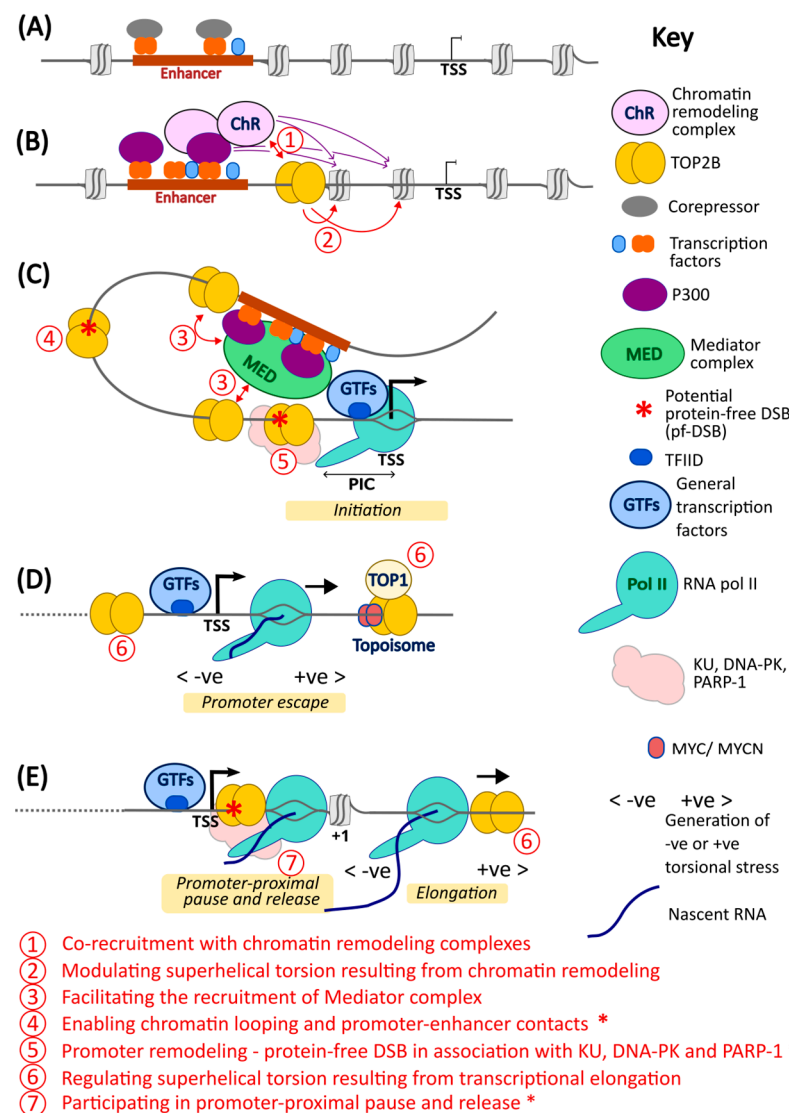 (A)
Enhancer
TSS
(B)
ChR
1
Enhancer
TSS
2
(C)
4
*
3
MED
3
GTFs
*
5
TSS
PIC
Initiation
(D)
GTFs
TSS
6
TOP1
6
Topoisome
< -ve +ve >
Promoter escape
(E)
GTFs
TSS
*
+1
7
6
< -ve +ve >
Promoter-proximal
pause and release
Elongation
Key
ChR
Chromatin
remodeling
complex
TOP2B
Corepressor
Transcription
factors
P300
MED
Mediator
complex
*
Potential
protein-free DSB
(pf-DSB)
TFIID
GTFs
General
transcription
factors
Pol II
RNA pol II
KU, DNA-PK,
PARP-1
MYC/ MYCN
< -ve +ve >
Generation of
-ve or +ve
torsional stress
Nascent RNA
1 Co-recruitment with chromatin remodeling complexes
2 Modulating superhelical torsion resulting from chromatin remodeling
3 Facilitating the recruitment of Mediator complex
4 Enabling chromatin looping and promoter-enhancer contacts *
5 Promoter remodeling - protein-free DSB in association with KU, DNA-PK and PARP-1
6 Regulating superhelical torsion resulting from transcriptional elongation
7 Participating in promoter-proximal pause and release *